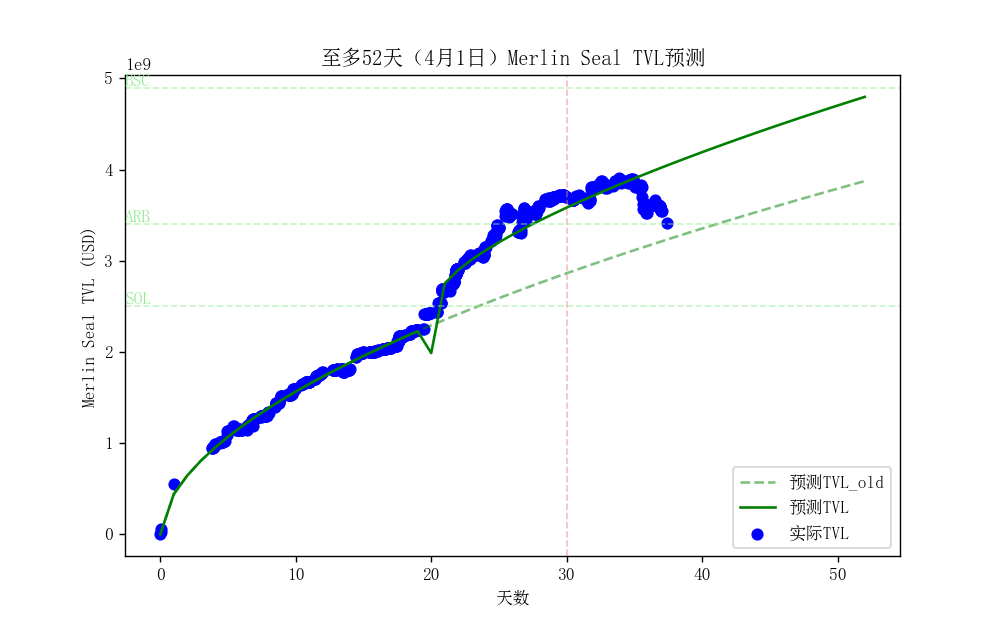 至多52天（4月1日）Merlin Seal TVL预测
1e9
5
BSC
4
ARB
3
SOL
2
1
0
Merlin Seal TVL (USD)
预测TVL_old
预测TVL
实际TVL
0 10 20 30 40 50
天数